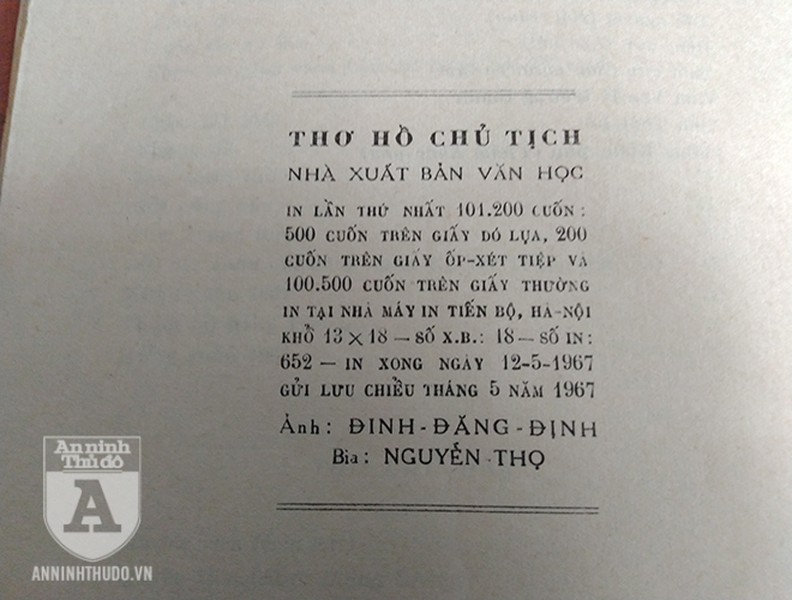 THƠ HỒ CHỦ TỊCH
NHÀ XUẤT BẢN VĂN HỌC
IN LẦN THỨ NHẤT 101.200 CUỐN:
500 CUỐN TRÊN GIẤY DÓ LỤA, 200
CUỐN TRÊN GIẤY ỐP-XÉT TIỆP VÀ
100.500 CUỐN TRÊN GIẤY THƯỜNG
IN TẠI NHÀ MÁY IN TIẾN BỘ, HÀ-NỘI
KHỔ 13 × 18 — SỐ X.B.: 18 — SỐ IN:
652 — IN XONG NGÀY 12-5-1967
GỬI LƯU CHIỂU THÁNG 5 NĂM 1967
Ảnh: ĐINH-ĐĂNG-ĐỊNH
Bìa: NGUYỄN-THỌ
An ninh
Thủ đô
A
ANNINHTHUDO.VN